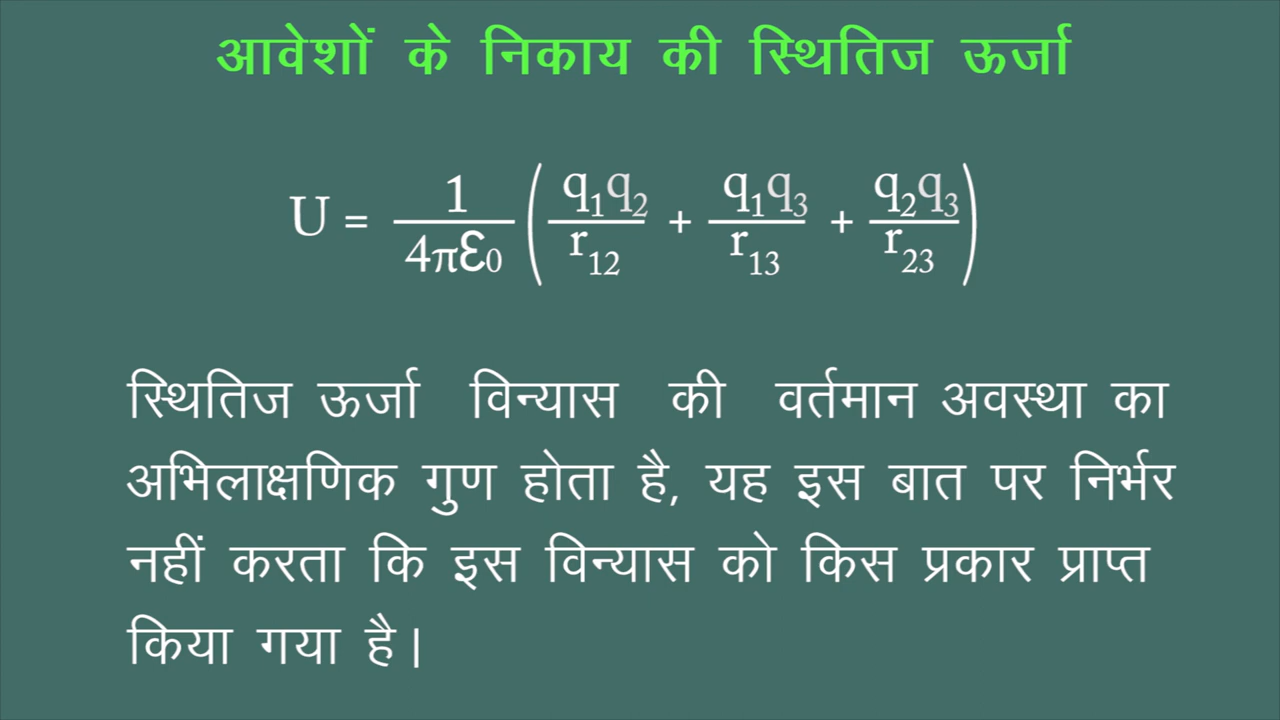 आवेशों के निकाय की स्थितिज ऊर्जा
U = 1/4πε₀ ( q₁q₂/r₁₂ + q₁q₃/r₁₃ + q₂q₃/r₂₃ )
स्थितिज ऊर्जा विन्यास की वर्तमान अवस्था का
अभिलाक्षणिक गुण होता है, यह इस बात पर निर्भर
नहीं करता कि इस विन्यास को किस प्रकार प्राप्त
किया गया है।